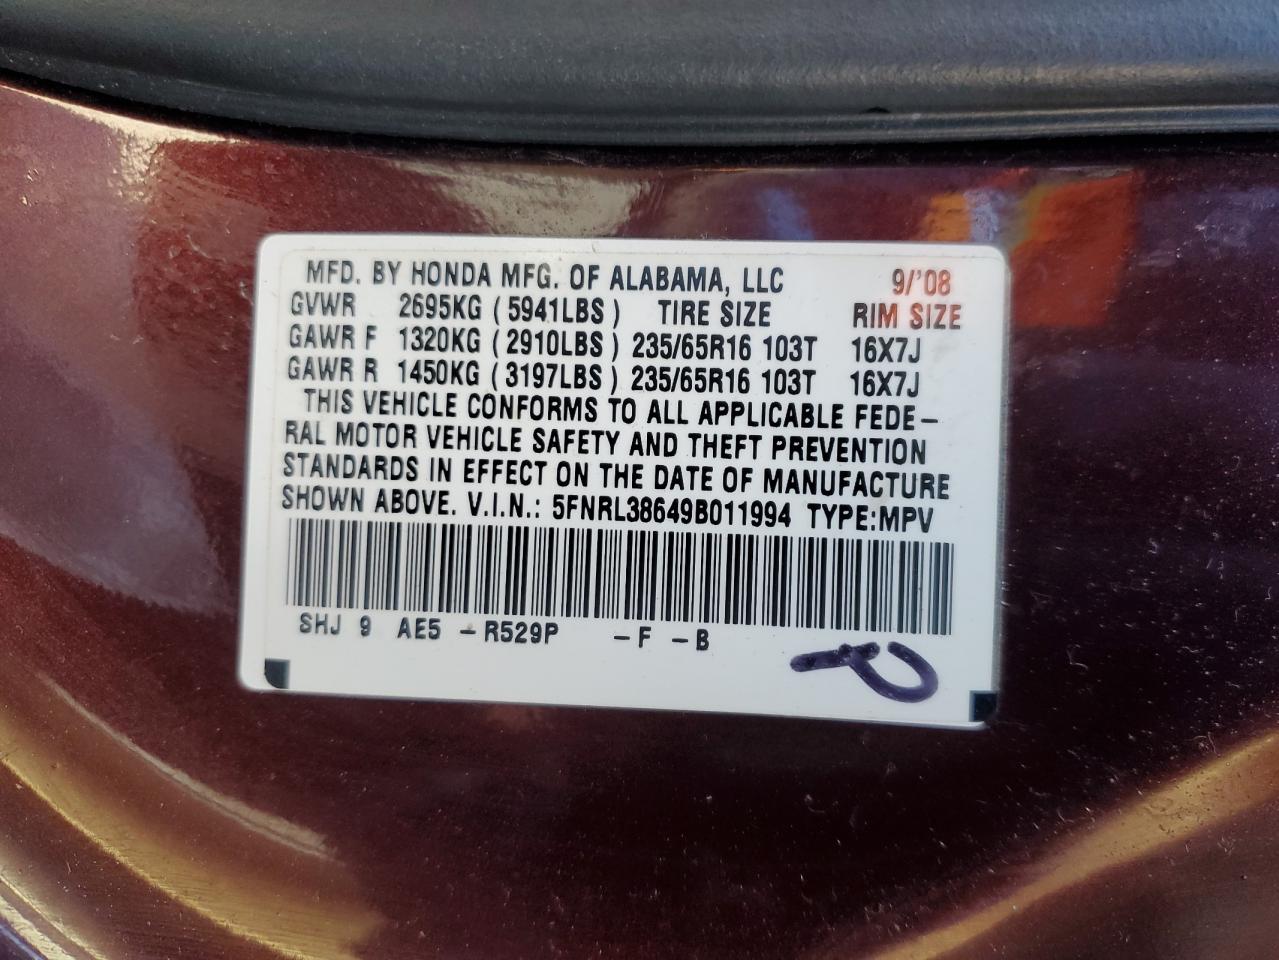 MFD. BY HONDA MFG. OF ALABAMA, LLC 9/'08
GVWR 2695KG (5941LBS) TIRE SIZE RIM SIZE
GAWR F 1320KG (2910LBS) 235/65R16 103T 16X7J
GAWR R 1450KG (3197LBS) 235/65R16 103T 16X7J
THIS VEHICLE CONFORMS TO ALL APPLICABLE FEDE-
RAL MOTOR VEHICLE SAFETY AND THEFT PREVENTION
STANDARDS IN EFFECT ON THE DATE OF MANUFACTURE
SHOWN ABOVE. V.I.N.: 5FNRL38649B011994 TYPE:MPV
SHJ 9 AE5 -R529P -F -B